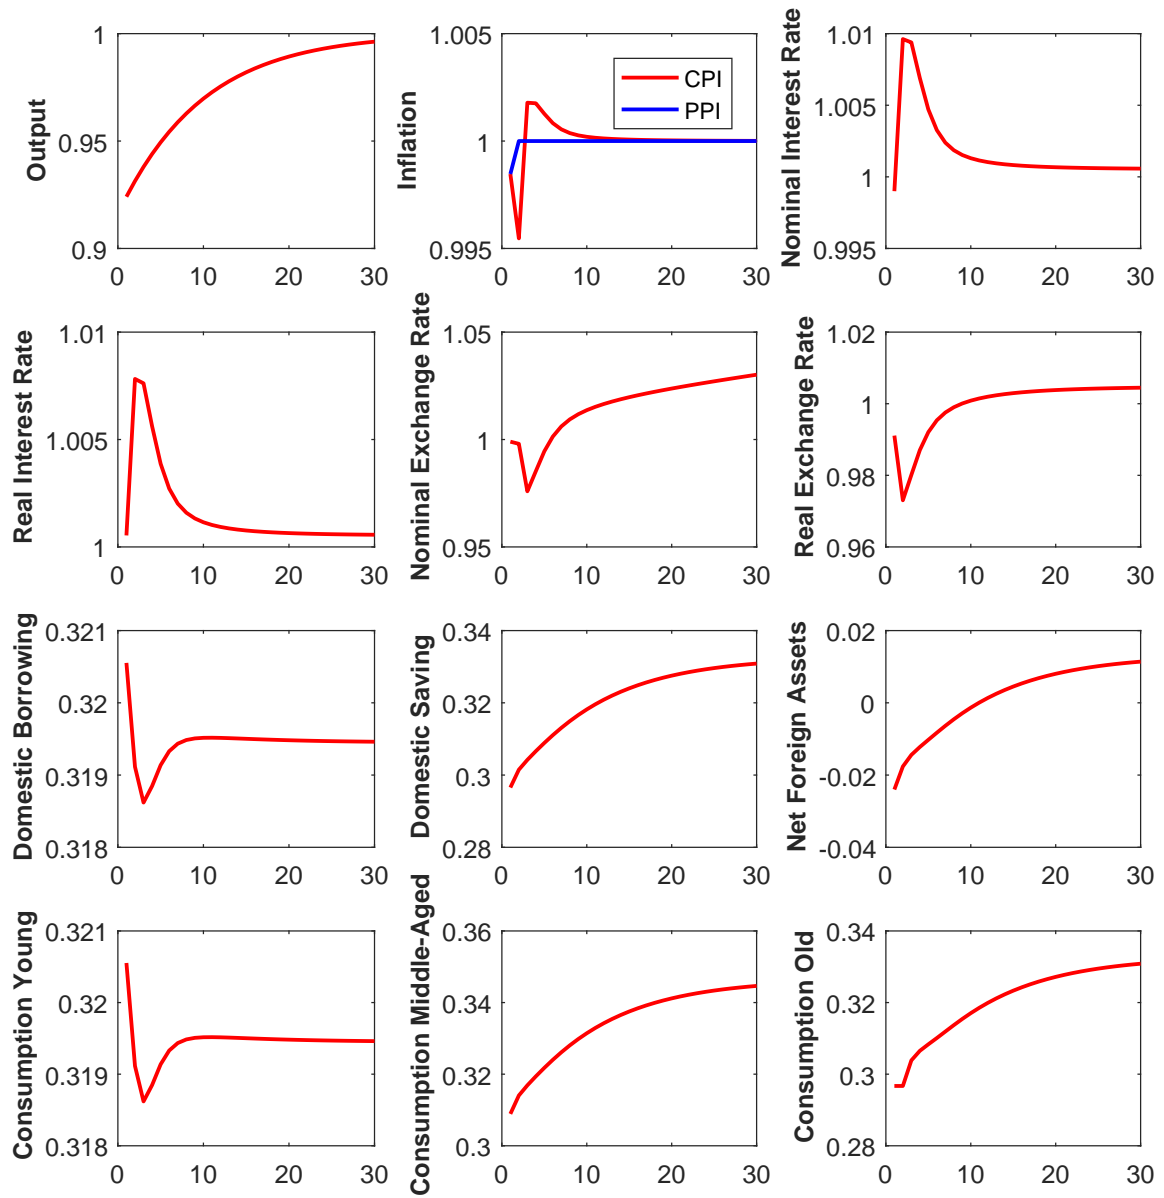 Output
1
0.95
0.9
0 10 20 30
Inflation
1.005
1
0.995
0 10 20 30
CPI
PPI
Nominal Interest Rate
1.01
1.005
1
0.995
0 10 20 30
Real Interest Rate
1.01
1.005
1
0 10 20 30
Nominal Exchange Rate
1.05
1
0.95
0 10 20 30
Real Exchange Rate
1.02
1
0.98
0.96
0 10 20 30
Domestic Borrowing
0.321
0.32
0.319
0.318
0 10 20 30
Domestic Saving
0.34
0.32
0.3
0.28
0 10 20 30
Net Foreign Assets
0.02
0
-0.02
-0.04
0 10 20 30
Consumption Young
0.321
0.32
0.319
0.318
0 10 20 30
Consumption Middle-Aged
0.36
0.34
0.32
0.3
0 10 20 30
Consumption Old
0.34
0.32
0.3
0.28
0 10 20 30